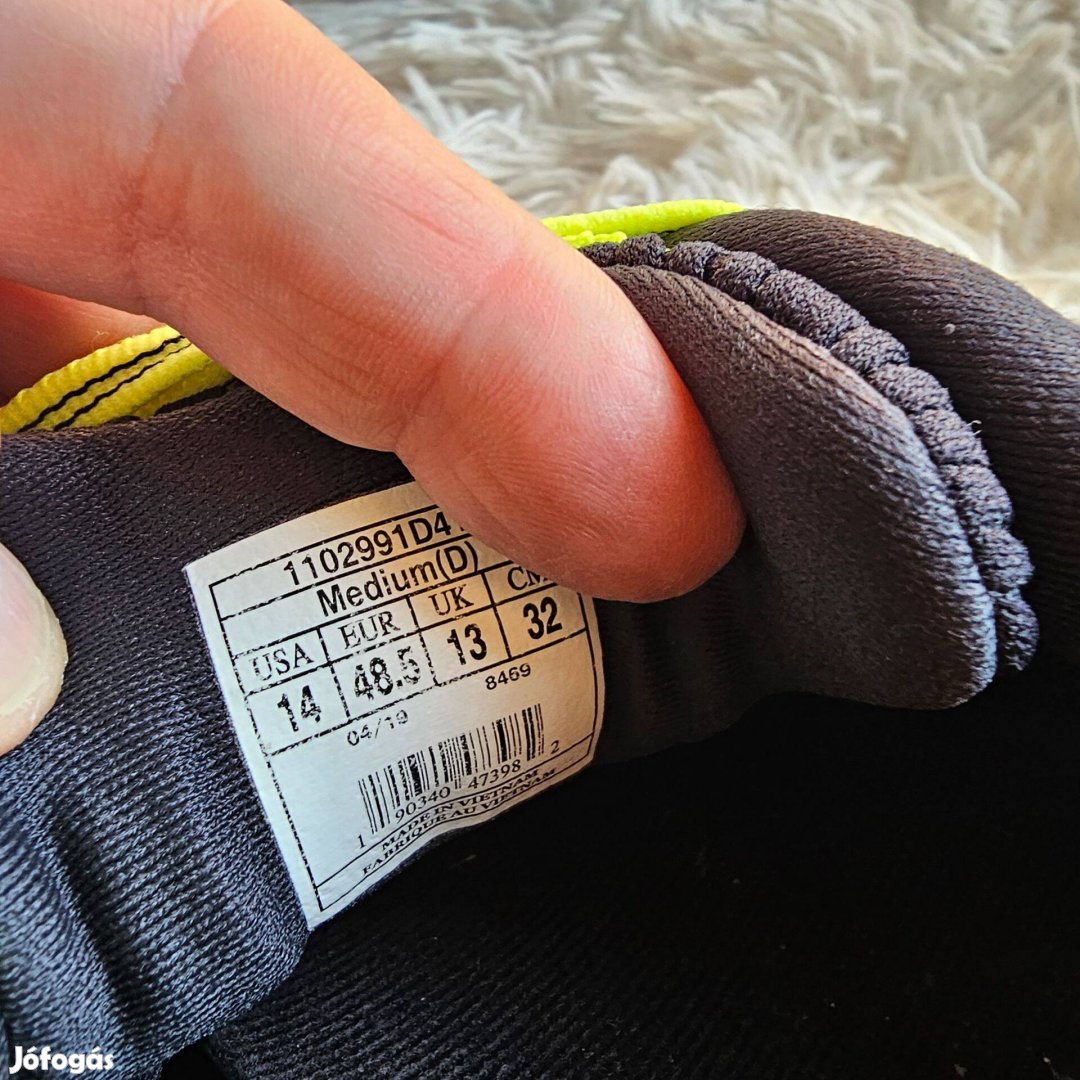 1102991D4
Medium(D)
USA EUR UK CM
14 48.5 13 32
04/19 8469
1 90340 47398 2
MADE IN VIETNAM
FABRIQUE AU VIETNAM
Jófogás